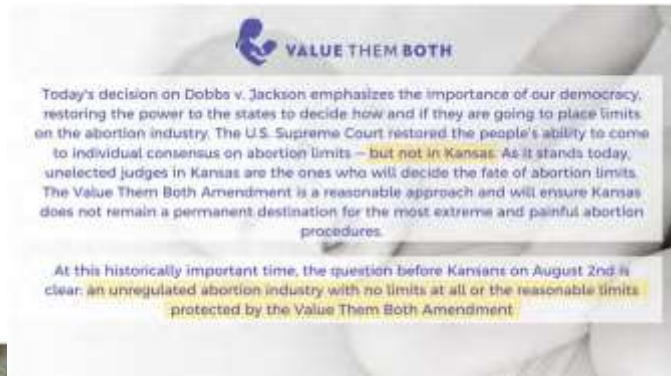 VALUE THEM BOTH
Today's decision on Dobbs v. Jackson emphasizes the importance of our democracy,
restoring the power to the states to decide how and if they are going to place limits
on the abortion industry. The U.S. Supreme Court restored the people's ability to come
to individual consensus on abortion limits – but not in Kansas. As it stands today,
unelected judges in Kansas are the ones who will decide the fate of abortion limits.
The Value Them Both Amendment is a reasonable approach and will ensure Kansas
does not remain a permanent destination for the most extreme and painful abortion
procedures.
At this historically important time, the question before Kansans on August 2nd is
clear: an unregulated abortion industry with no limits at all or the reasonable limits
protected by the Value Them Both Amendment